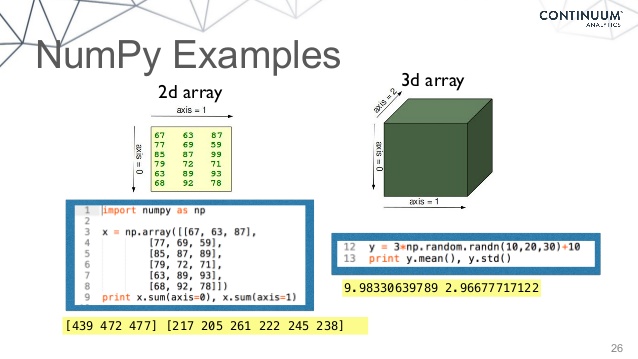 CONTINUUM
ANALYTICS
NumPy Examples
2d array
axis = 1
axis = 0
67 63 87
77 69 59
85 87 99
79 72 71
63 89 93
68 92 78
1 import numpy as np
2
3 x = np.array([[67, 63, 87],
4 [77, 69, 59],
5 [85, 87, 89],
6 [79, 72, 71],
7 [63, 89, 93],
8 [68, 92, 78]])
9 print x.sum(axis=0), x.sum(axis=1)
[439 472 477] [217 205 261 222 245 238]
3d array
axis = 2
axis = 0
axis = 1
12 y = 3*np.random.randn(10,20,30)+10
13 print y.mean(), y.std()
9.98330639789 2.96677717122
26